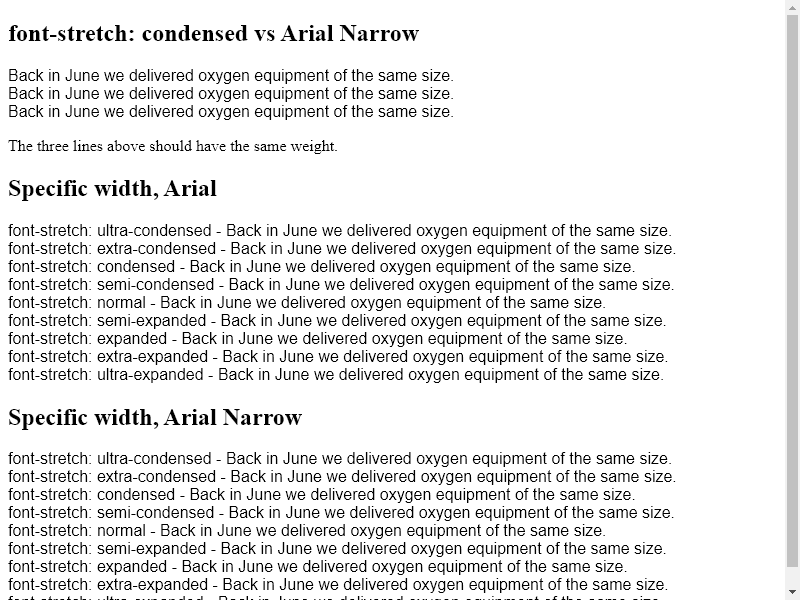 font-stretch: condensed vs Arial Narrow
Back in June we delivered oxygen equipment of the same size.
Back in June we delivered oxygen equipment of the same size.
Back in June we delivered oxygen equipment of the same size.
The three lines above should have the same weight.
Specific width, Arial
font-stretch: ultra-condensed - Back in June we delivered oxygen equipment of the same size.
font-stretch: extra-condensed - Back in June we delivered oxygen equipment of the same size.
font-stretch: condensed - Back in June we delivered oxygen equipment of the same size.
font-stretch: semi-condensed - Back in June we delivered oxygen equipment of the same size.
font-stretch: normal - Back in June we delivered oxygen equipment of the same size.
font-stretch: semi-expanded - Back in June we delivered oxygen equipment of the same size.
font-stretch: expanded - Back in June we delivered oxygen equipment of the same size.
font-stretch: extra-expanded - Back in June we delivered oxygen equipment of the same size.
font-stretch: ultra-expanded - Back in June we delivered oxygen equipment of the same size.
Specific width, Arial Narrow
font-stretch: ultra-condensed - Back in June we delivered oxygen equipment of the same size.
font-stretch: extra-condensed - Back in June we delivered oxygen equipment of the same size.
font-stretch: condensed - Back in June we delivered oxygen equipment of the same size.
font-stretch: semi-condensed - Back in June we delivered oxygen equipment of the same size.
font-stretch: normal - Back in June we delivered oxygen equipment of the same size.
font-stretch: semi-expanded - Back in June we delivered oxygen equipment of the same size.
font-stretch: expanded - Back in June we delivered oxygen equipment of the same size.
font-stretch: extra-expanded - Back in June we delivered oxygen equipment of the same size.